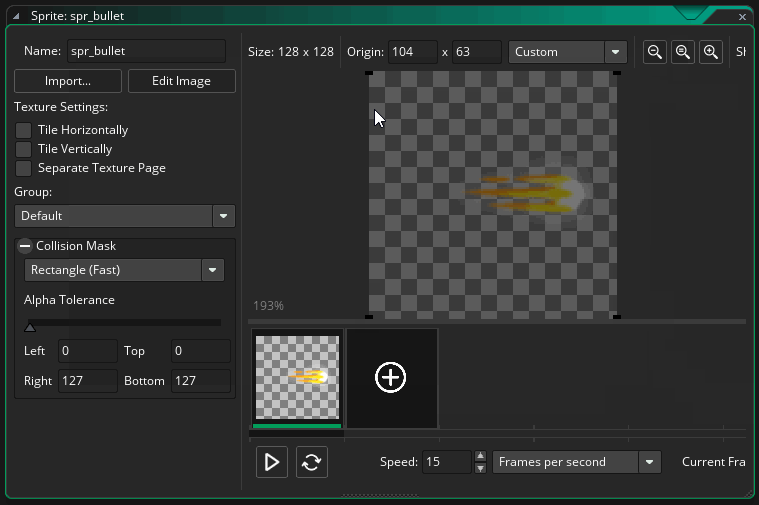 Sprite: spr_bullet
Name: spr_bullet
Size: 128 x 128 Origin: 104 x 63 Custom
Import... Edit Image
Texture Settings:
Tile Horizontally
Tile Vertically
Separate Texture Page
Group:
Default
Collision Mask
Rectangle (Fast)
Alpha Tolerance
Left 0 Top 0
Right 127 Bottom 127
193%
Speed: 15 Frames per second Current Fra